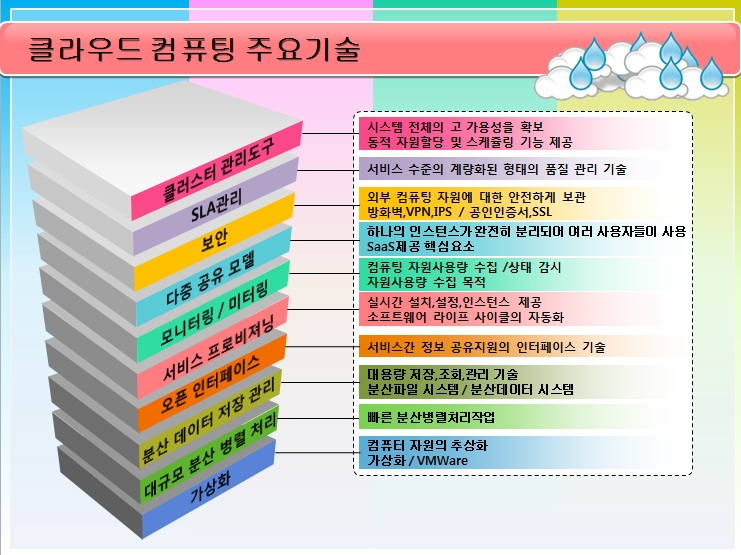 클라우드 컴퓨팅 주요기술
클러스터 관리도구
시스템 전체의 고 가용성을 확보
동적 자원할당 및 스케쥴링 기능 제공
SLA관리
서비스 수준의 계량화된 형태의 품질 관리 기술
보안
외부 컴퓨팅 자원에 대한 안전하게 보관
방화벽,VPN,IPS / 공인인증서,SSL
다중 공유 모델
하나의 인스턴스가 완전히 분리되어 여러 사용자들이 사용
SaaS제공 핵심요소
모니터링 / 미터링
컴퓨팅 자원사용량 수집 /상태 감시
자원사용량 수집 목적
서비스 프로비져닝
실시간 설치,설정,인스턴스 제공
소프트웨어 라이프 사이클의 자동화
오픈 인터페이스
서비스간 정보 공유지원의 인터페이스 기술
분산 데이터 저장 관리
대용량 저장,조회,관리 기술
분산파일 시스템 / 분산데이터 시스템
대규모 분산 병렬 처리
빠른 분산병렬처리작업
가상화
컴퓨터 자원의 추상화
가상화 / VMWare